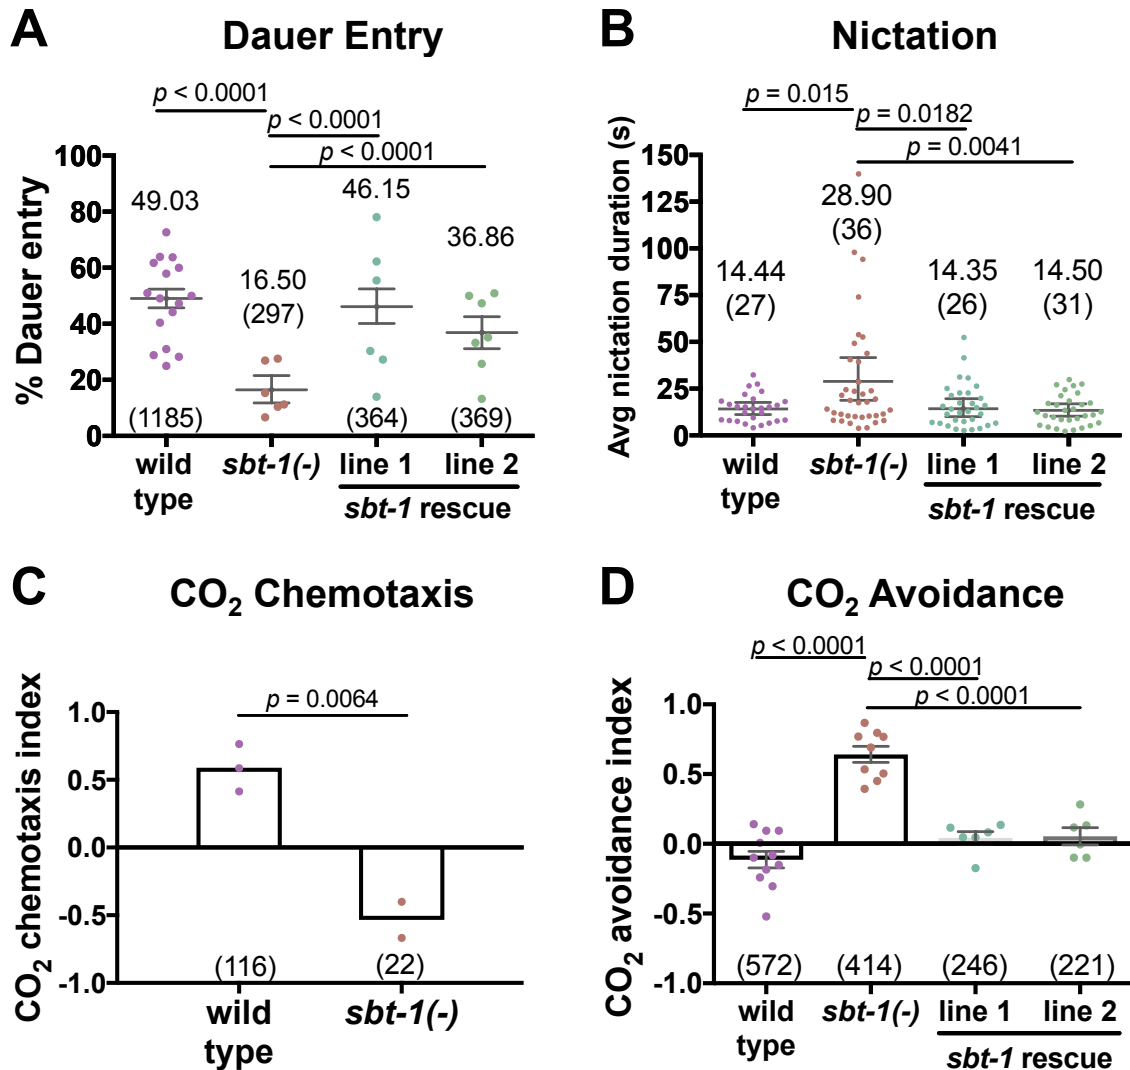 A
Dauer Entry
p < 0.0001
p < 0.0001
p < 0.0001
% Dauer entry
100
80
60
40
20
0
49.03
16.50
(297)
46.15
36.86
(1185)
(364)
(369)
wild
type
sbt-1(-)
line 1
line 2
sbt-1 rescue
B
Nictation
p = 0.015
p = 0.0182
p = 0.0041
Avg nictation duration (s)
150
125
100
75
50
25
0
14.44
(27)
28.90
(36)
14.35
(26)
14.50
(31)
wild
type
sbt-1(-)
line 1
line 2
sbt-1 rescue
C
CO2 Chemotaxis
p = 0.0064
CO2 chemotaxis index
1.0
0.5
0.0
-0.5
-1.0
(116)
(22)
wild
type
sbt-1(-)
D
CO2 Avoidance
p < 0.0001
p < 0.0001
p < 0.0001
CO2 avoidance index
1.0
0.5
0.0
-0.5
-1.0
(572)
(414)
(246)
(221)
wild
type
sbt-1(-)
line 1
line 2
sbt-1 rescue